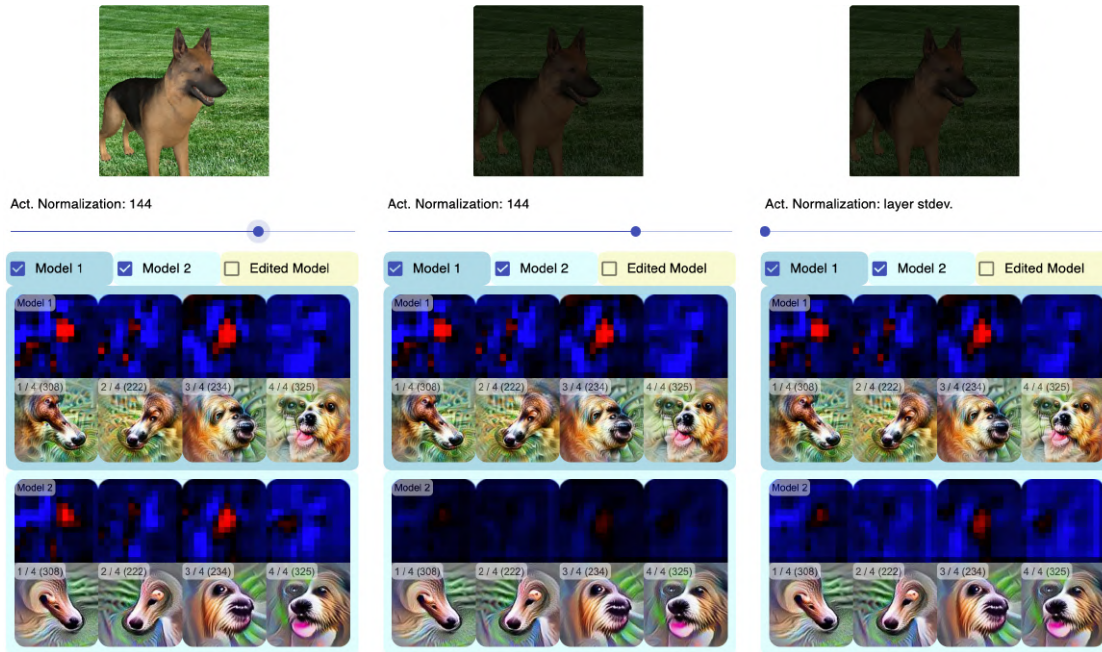 Act. Normalization: 144
Model 1 Model 2 Edited Model
Model 1
1 / 4 (308) 2 / 4 (222) 3 / 4 (234) 4 / 4 (325)
Model 2
1 / 4 (308) 2 / 4 (222) 3 / 4 (234) 4 / 4 (325)
Act. Normalization: 144
Model 1 Model 2 Edited Model
Model 1
1 / 4 (308) 2 / 4 (222) 3 / 4 (234) 4 / 4 (325)
Model 2
1 / 4 (308) 2 / 4 (222) 3 / 4 (234) 4 / 4 (325)
Act. Normalization: layer stdev.
Model 1 Model 2 Edited Model
Model 1
1 / 4 (308) 2 / 4 (222) 3 / 4 (234) 4 / 4 (325)
Model 2
1 / 4 (308) 2 / 4 (222) 3 / 4 (234) 4 / 4 (325)